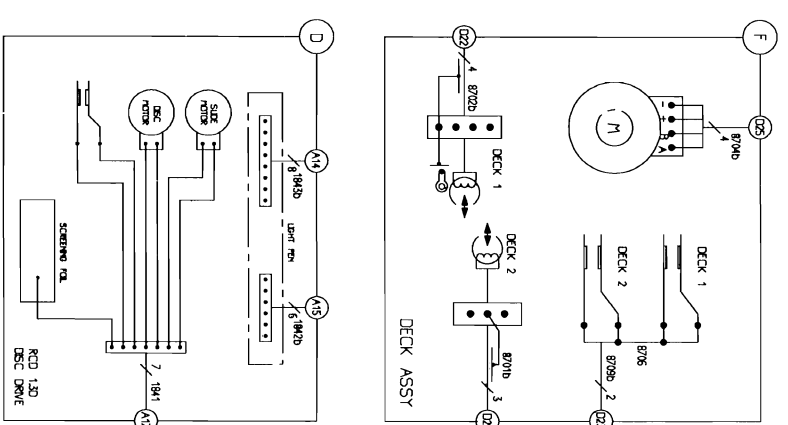 D
SLIDE
MOTOR
DISC
MOTOR
A14
8
1843b
LIGHT PEN
A15
6
1842b
SCREENING FOIL
7
1841
RCD 130
DISC DRIVE
F
D22
4
8702b
DECK 1
M
-
+
B
A
D25
4
8704b
DECK 2
DECK 1
DECK 2
8706
8709b
2
8701b
3
DECK ASSY